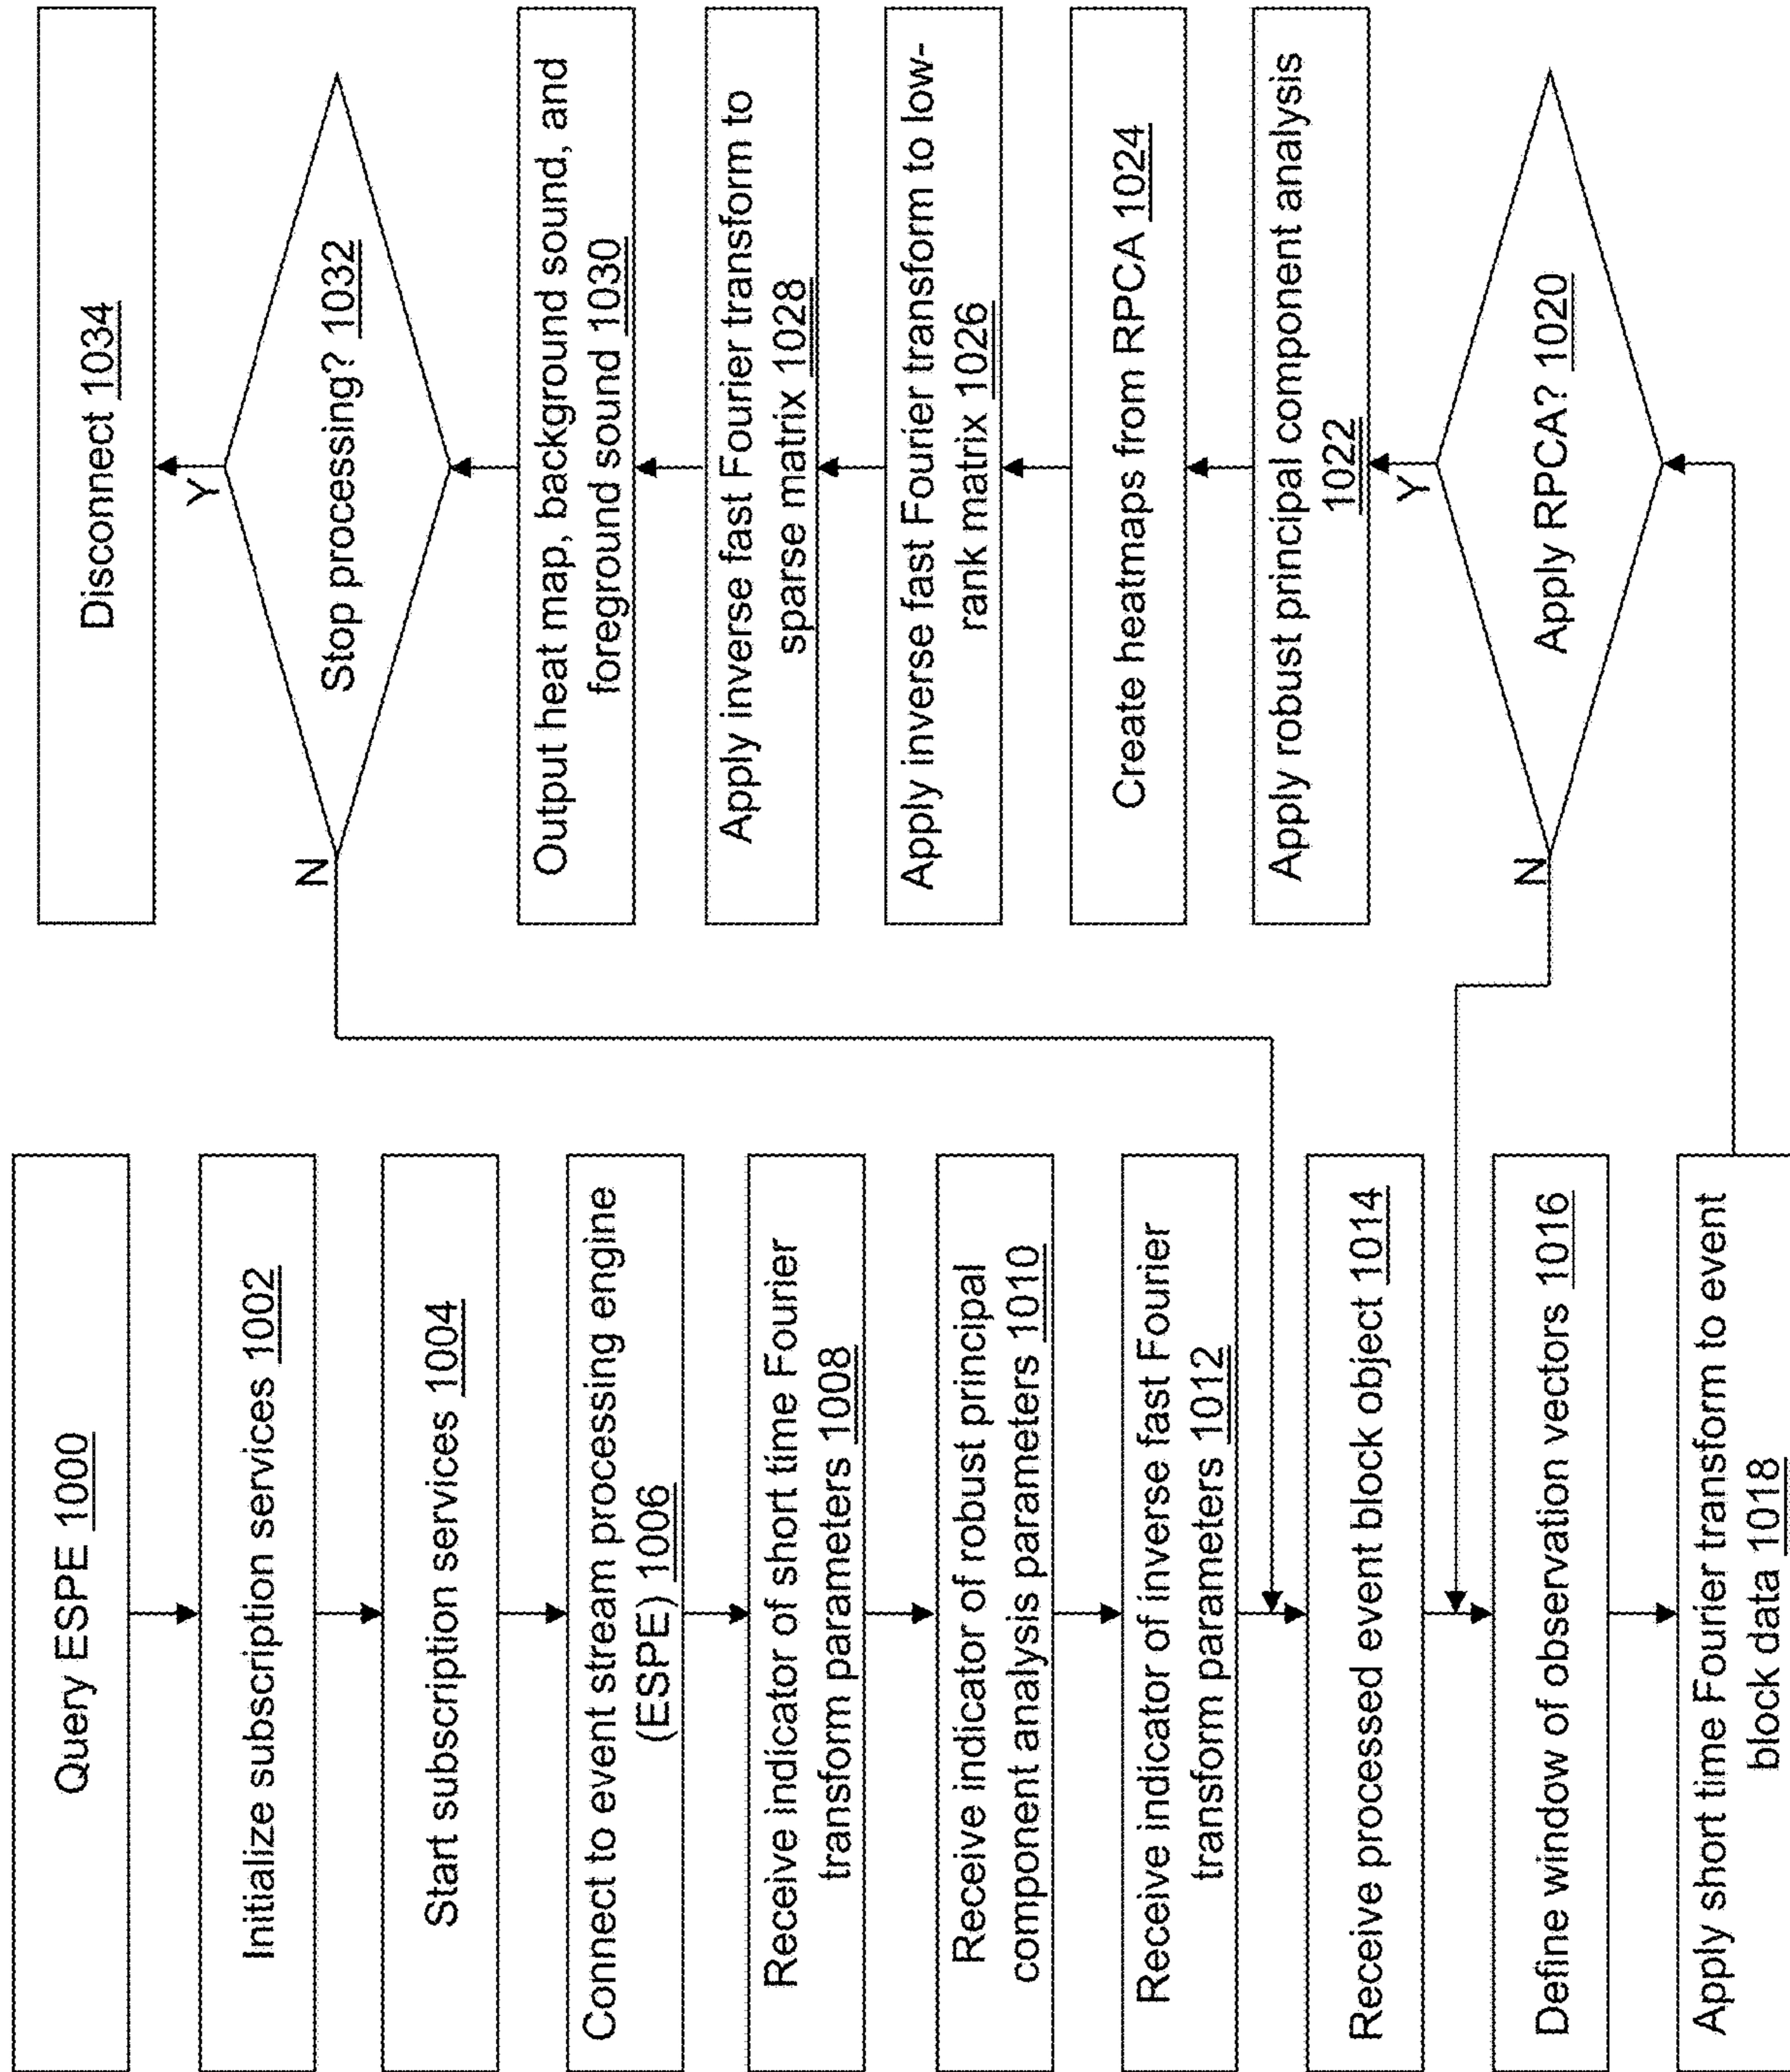 Query ESPE 1000
Initialize subscription services 1002
Start subscription services 1004
Connect to event stream processing engine
(ESPE) 1006
Receive indicator of short time Fourier
transform parameters 1008
Receive indicator of robust principal
component analysis parameters 1010
Receive indicator of inverse fast Fourier
transform parameters 1012
Receive processed event block object 1014
Define window of observation vectors 1016
Apply short time Fourier transform to event
block data 1018
Disconnect 1034
Y
Stop processing? 1032
N
Output heat map, background sound, and
foreground sound 1030
Apply inverse fast Fourier transform to
sparse matrix 1028
Apply inverse fast Fourier transform to low-
rank matrix 1026
Create heatmaps from RPCA 1024
Apply robust principal component analysis
1022
Y
Apply RPCA? 1020
N